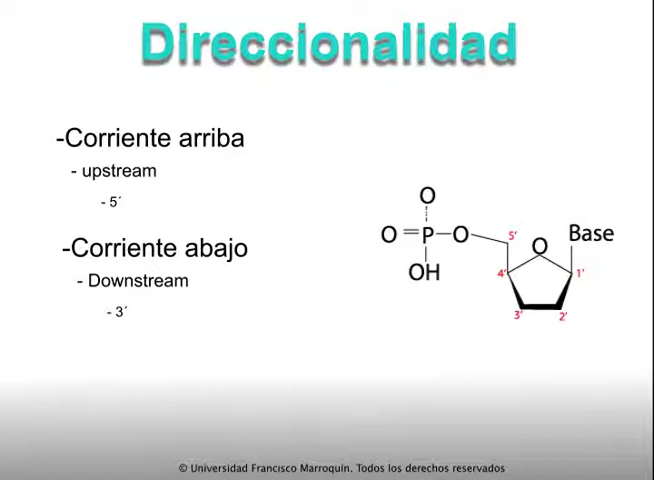 Direccionalidad
-Corriente arriba
- upstream
- 5´
-Corriente abajo
- Downstream
- 3´
O
O=P-O
OH
5'
O
Base
4'
1'
3'
2'
© Universidad Francisco Marroquín. Todos los derechos reservados